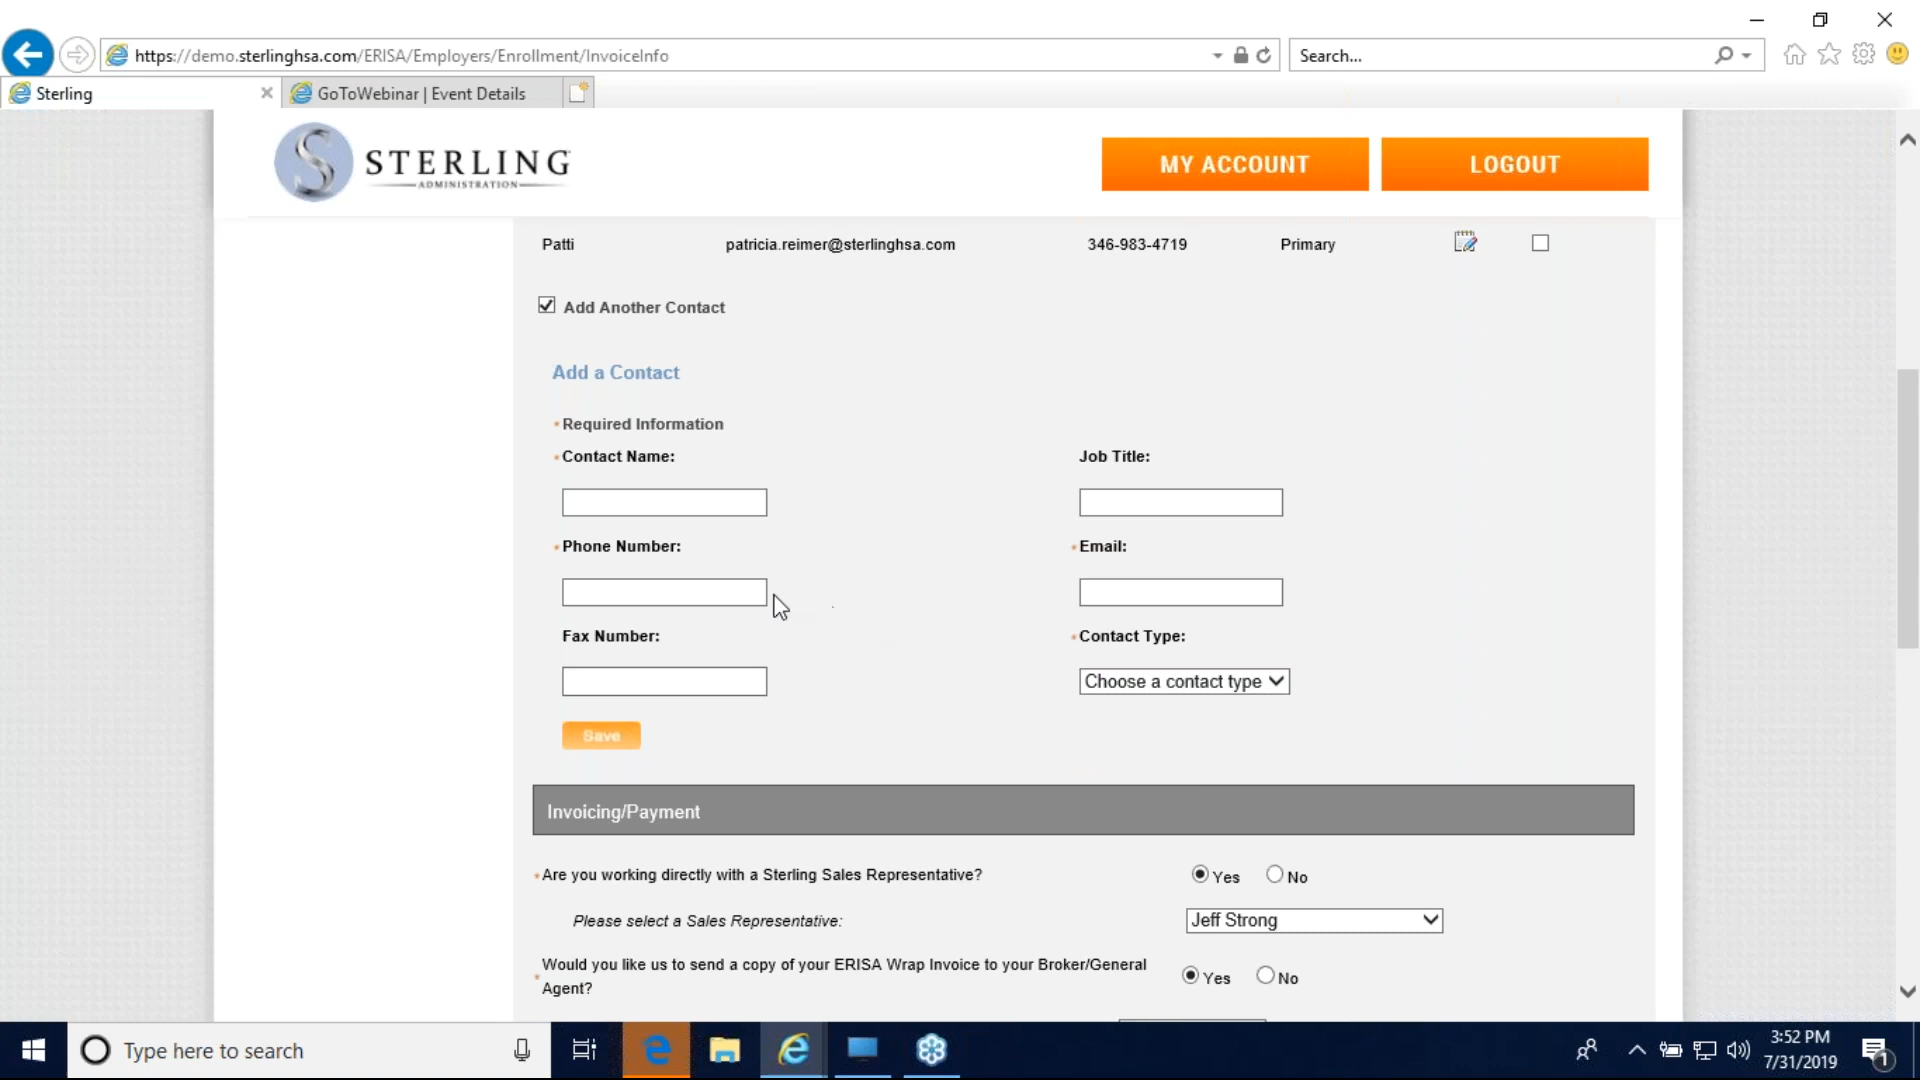 https://demo.sterlinghsa.com/ERISA/Employers/Enrollment/InvoiceInfo
Search...
Sterling
GoToWebinar | Event Details
STERLING
ADMINISTRATION
MY ACCOUNT
LOGOUT
Patti patricia.reimer@sterlinghsa.com 346-983-4719 Primary
Add Another Contact
Add a Contact
* Required Information
* Contact Name: Job Title:
* Phone Number: * Email:
Fax Number: * Contact Type:
Choose a contact type
Save
Invoicing/Payment
* Are you working directly with a Sterling Sales Representative? Yes No
Please select a Sales Representative: Jeff Strong
* Would you like us to send a copy of your ERISA Wrap Invoice to your Broker/General Yes No
Agent?
Type here to search
3:52 PM
7/31/2019
1